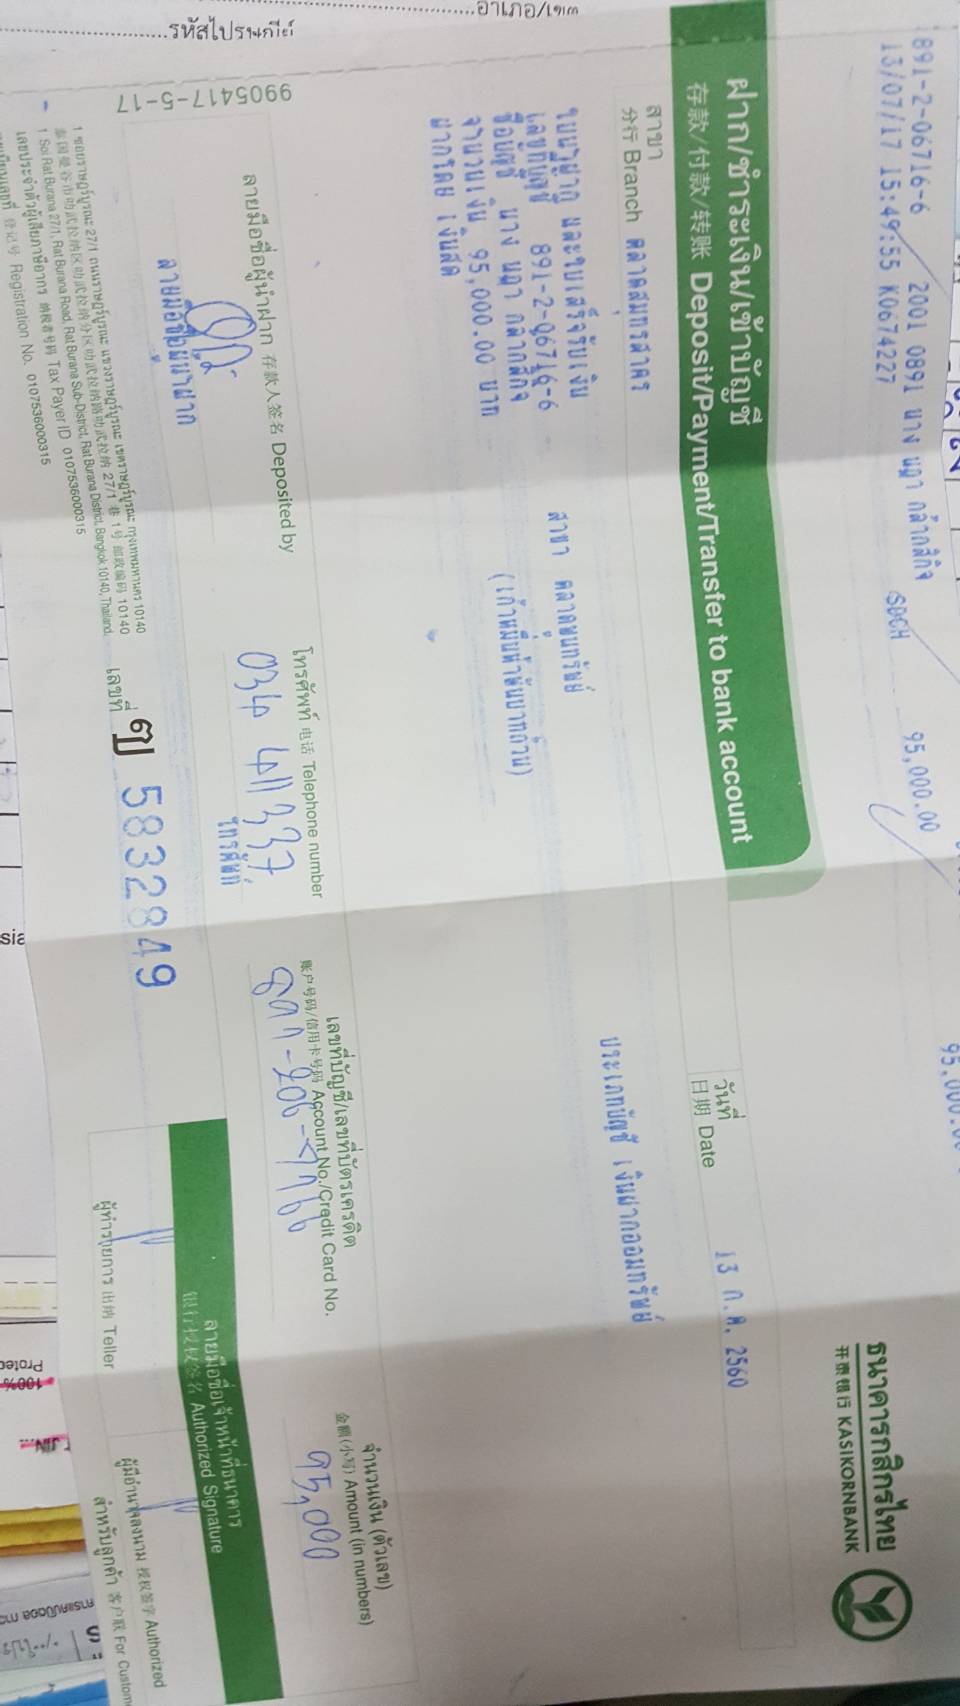 อำเภอ/เขต
รหัสไปรษณีย์
891-2-06716-6 2001 0891 นาง นฎา กล้ากสิกิจ 95,000.00
13/07/17 15:49:55 K0674227 SDCH
ธนาคารกสิกรไทย
开泰银行 KASIKORNBANK
ฝาก/ชำระเงิน/เข้าบัญชี
存款/付款/转账 Deposit/Payment/Transfer to bank account
สาขา
分行 Branch ตลาดสมุทรสาคร
วันที่
日期 Date 13 ก.ค. 2560
ใบนำฝาก และใบเสร็จรับเงิน
เลขที่บัญชี 891-2-06716-6 สาขา ตลาดพูนทรัพย์ ประเภทบัญชี เงินฝากออมทรัพย์
ชื่อบัญชี นาง นฎา กล้ากสิกิจ
จำนวนเงิน 95,000.00 บาท (เก้าหมื่นห้าพันบาทถ้วน)
ฝากโดย เงินสด
ลายมือชื่อผู้นำฝาก 存款人签名 Deposited by
โทรศัพท์ 电话 Telephone number
034 411337
เลขที่บัญชี/เลขที่บัตรเครดิต
账户号码/信用卡号码 Account No./Credit Card No.
จำนวนเงิน (ตัวเลข)
金额(小写) Amount (in numbers)
95,000
ลายมือชื่อผู้นำฝาก
โทรศัพท์
ลายมือชื่อเจ้าหน้าที่ธนาคาร
银行授权签名 Authorized Signature
ผู้ทำรายการ 出纳 Teller
ผู้มีอำนาจลงนาม 授权签字 Authorized
สำหรับลูกค้า 客户联 For Custom
เลขที่ ญ 5832849
9905417-5-17
1 ซอยราษฎร์บูรณะ 27/1 ถนนราษฎร์บูรณะ แขวงราษฎร์บูรณะ เขตราษฎร์บูรณะ กรุงเทพมหานคร 10140
1 Soi Rat Burana 27/1, Rat Burana Road, Rat Burana Sub-District, Rat Burana District, Bangkok 10140, Thailand.
เลขประจำตัวผู้เสียภาษีอากร 纳税者号码 Tax Payer ID 0107536000315
ทะเบียนเลขที่ 登记号 Registration No. 0107536000315